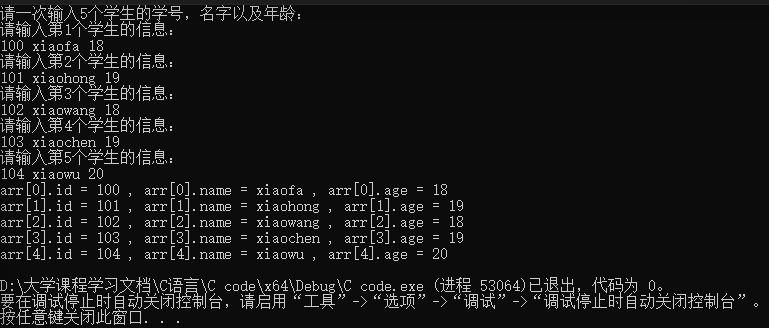 请一次输入5个学生的学号，名字以及年龄：
请输入第1个学生的信息：
100 xiaofa 18
请输入第2个学生的信息：
101 xiaohong 19
请输入第3个学生的信息：
102 xiaowang 18
请输入第4个学生的信息：
103 xiaochen 19
请输入第5个学生的信息：
104 xiaowu 20
arr[0].id = 100 , arr[0].name = xiaofa , arr[0].age = 18
arr[1].id = 101 , arr[1].name = xiaohong , arr[1].age = 19
arr[2].id = 102 , arr[2].name = xiaowang , arr[2].age = 18
arr[3].id = 103 , arr[3].name = xiaochen , arr[3].age = 19
arr[4].id = 104 , arr[4].name = xiaowu , arr[4].age = 20
D:\大学课程学习文档\C语言\C code\x64\Debug\C code.exe (进程 53064)已退出，代码为 0。
要在调试停止时自动关闭控制台，请启用“工具”->“选项”->“调试”->“调试停止时自动关闭控制台”。
按任意键关闭此窗口. . .